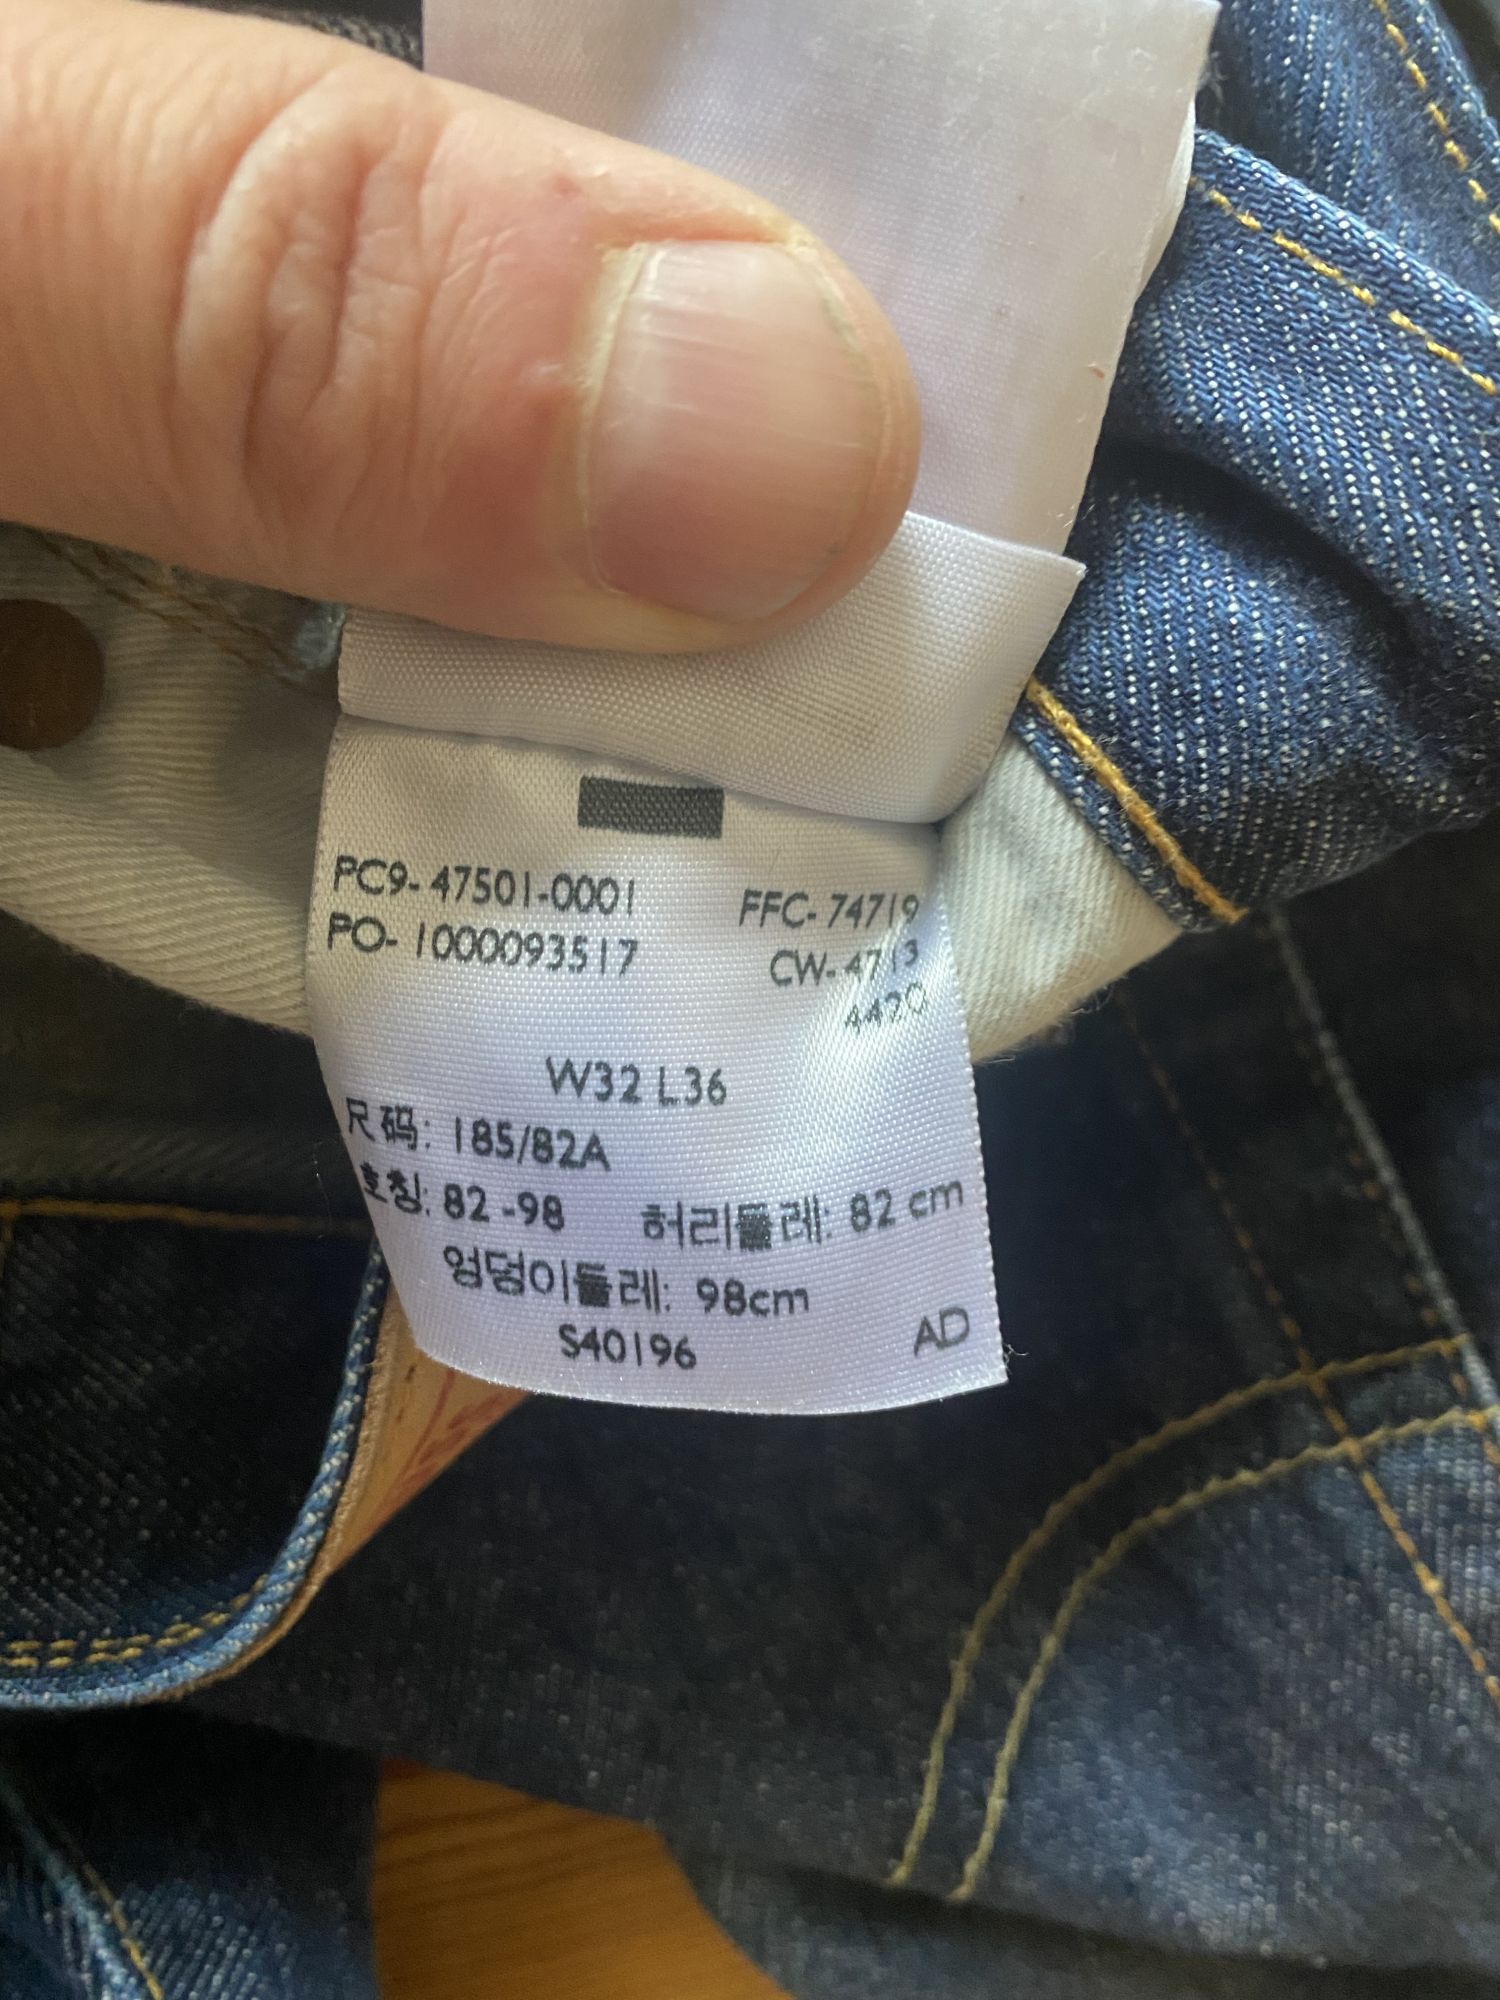 PC9- 47501-0001 FFC- 74719
PO- 1000093517 CW- 4713
4420
W32 L36
尺码: 185/82A
호칭: 82 -98 허리둘레: 82 cm
엉덩이둘레: 98cm
S40196 AD